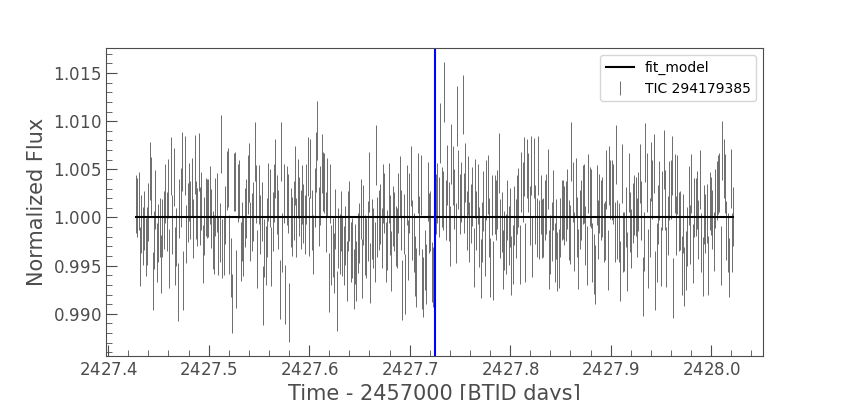 1.015
1.010
1.005
1.000
0.995
0.990
Normalized Flux
fit_model
TIC 294179385
2427.4 2427.5 2427.6 2427.7 2427.8 2427.9 2428.0
Time - 2457000 [BTJD days]